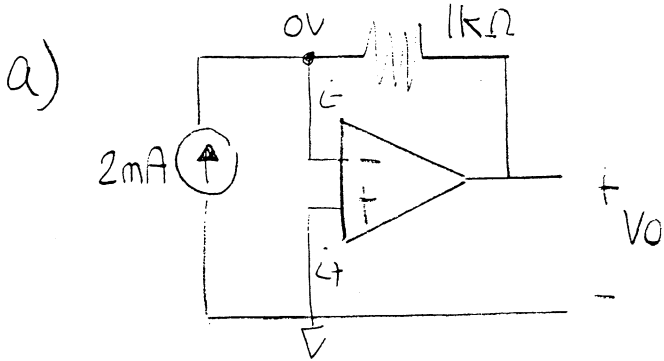 a)
0V
1kΩ
i-
2mA
-
+
i+
+
VO
-